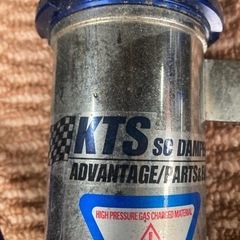 KTS SC DAMP
ADVANTAGE/PARTS&
HIGH PRESSURE GAS CHARGED MATERIAL